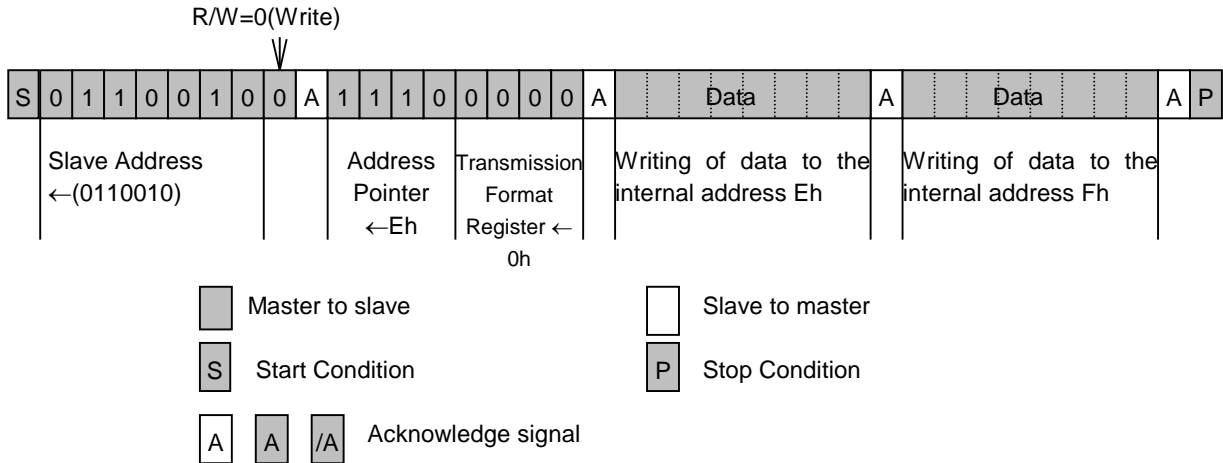 R/W=0(Write)
S 0 1 1 0 0 1 0 0 A 1 1 1 0 0 0 0 0 A Data A Data A P
Slave Address
←(0110010)
Address
Pointer
←Eh
Transmission
Format
Register ←
0h
Writing of data to the
internal address Eh
Writing of data to the
internal address Fh
Master to slave
Slave to master
S Start Condition
P Stop Condition
A A /A Acknowledge signal